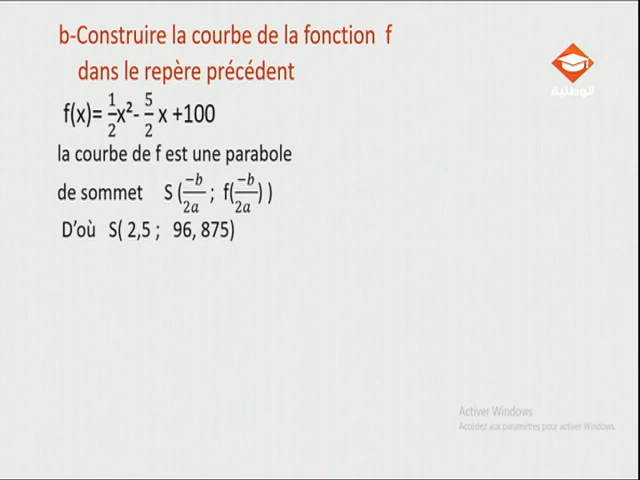 b-Construire la courbe de la fonction f
dans le repère précédent
الوطنية
f(x)= 1/2 x²- 5/2 x +100
la courbe de f est une parabole
de sommet S (−b/2a ; f(−b/2a) )
D’où S( 2,5 ; 96, 875)
Activer Windows
Accédez aux paramètres pour activer Windows.